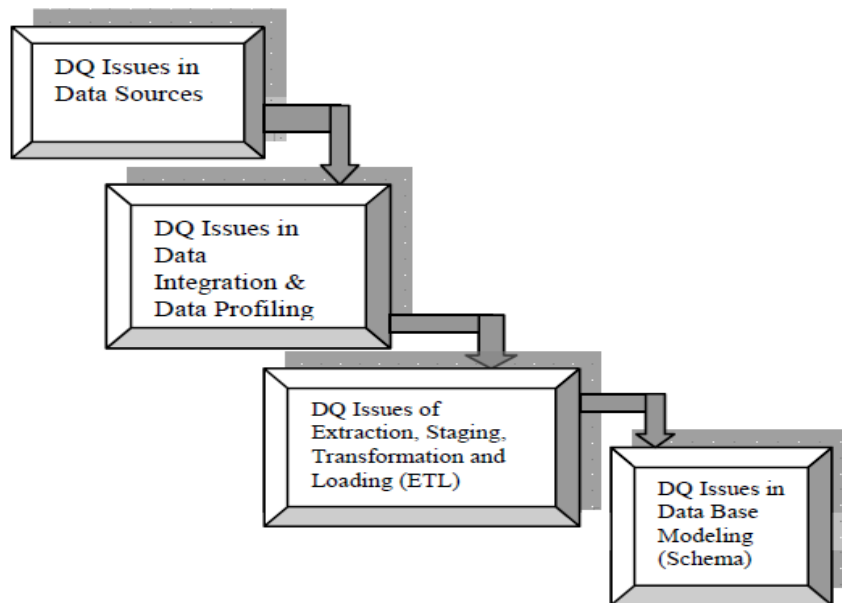 DQ Issues in
Data Sources
DQ Issues in
Data
Integration &
Data Profiling
DQ Issues of
Extraction, Staging,
Transformation and
Loading (ETL)
DQ Issues in
Data Base
Modeling
(Schema)